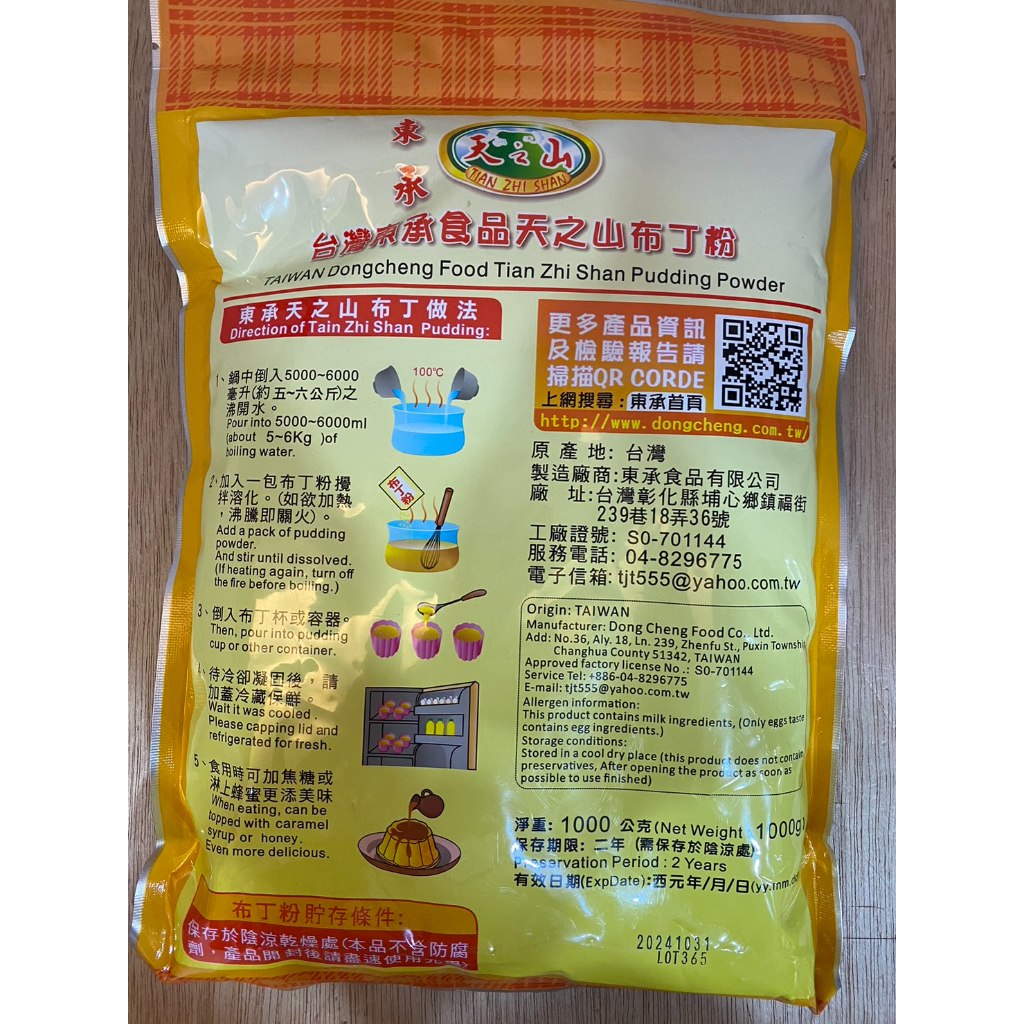 東
承
天之山
TIAN ZHI SHAN
台灣東承食品天之山布丁粉
TAIWAN Dongcheng Food Tian Zhi Shan Pudding Powder
東承天之山布丁做法
Direction of Tain Zhi Shan Pudding:
1、鍋中倒入5000~6000
毫升(約五~六公斤)之
沸開水。
Pour into 5000~6000ml
(about 5~6Kg )of
boiling water.
100℃
2、加入一包布丁粉攪
拌溶化。(如欲加熱
，沸騰即關火)。
Add a pack of pudding
powder.
And stir until dissolved.
(If heating again, turn off
the fire before boiling.)
布丁粉
3、倒入布丁杯或容器。
Then, pour into pudding
cup or other container.
4、待冷卻凝固後，請
加蓋冷藏保鮮。
Wait it was cooled .
Please capping lid and
refrigerated for fresh.
5、食用時可加焦糖或
淋上蜂蜜更添美味
When eating, can be
topped with caramel
syrup or honey.
Even more delicious.
布丁粉貯存條件:
保存於陰涼乾燥處(本品不含防腐
劑，產品開封後請盡速使用完畢)
更多產品資訊
及檢驗報告請
掃描QR CORDE
上網搜尋：東承首頁
http://www.dongcheng.com.tw/
原 產 地: 台灣
製造廠商:東承食品有限公司
廠 址:台灣彰化縣埔心鄉鎮福街
239巷18弄36號
工廠證號: S0-701144
服務電話: 04-8296775
電子信箱: tjt555@yahoo.com.tw
Origin: TAIWAN
Manufacturer: Dong Cheng Food Co., Ltd.
Add: No.36, Aly. 18, Ln. 239, Zhenfu St., Puxin Township,
Changhua County 51342, TAIWAN
Approved factory license No .: S0-701144
Service Tel: +886-04-8296775
E-mail: tjt555@yahoo.com.tw
Allergen information:
This product contains milk ingredients, (Only eggs taste
contains egg ingredients.)
Storage conditions:
Stored in a cool dry place (this product does not contain
preservatives, After opening the product as soon as
possible to use finished)
淨重: 1000 公克(Net Weight: 1000g)
保存期限: 二年 (需保存於陰涼處)
Preservation Period : 2 Years
有效日期(ExpDate):西元年/月/日
20241031
LOT365